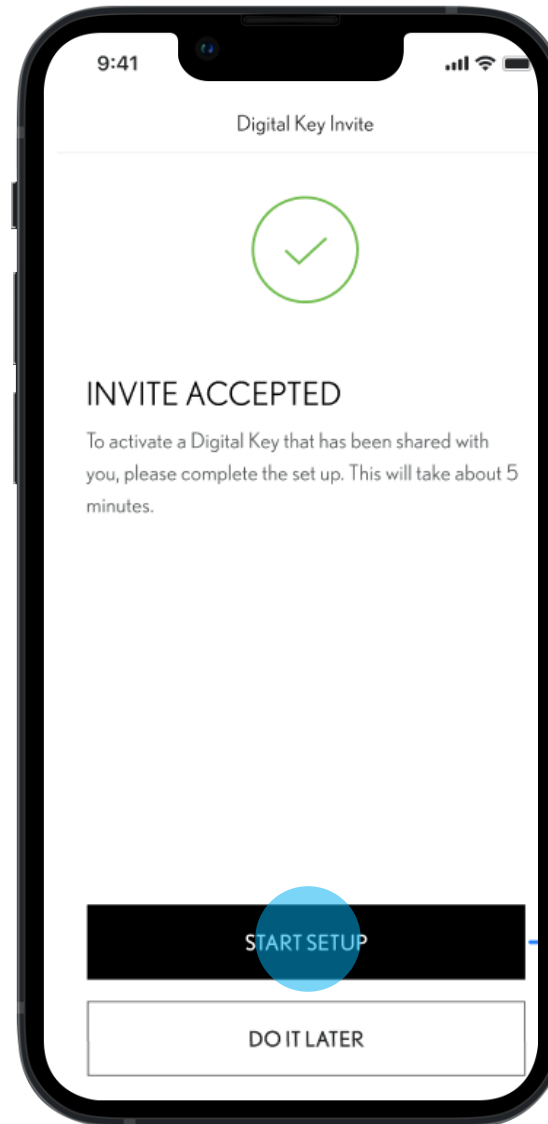 9:41
Digital Key Invite
INVITE ACCEPTED
To activate a Digital Key that has been shared with
you, please complete the set up. This will take about 5
minutes.
START SETUP
DO IT LATER